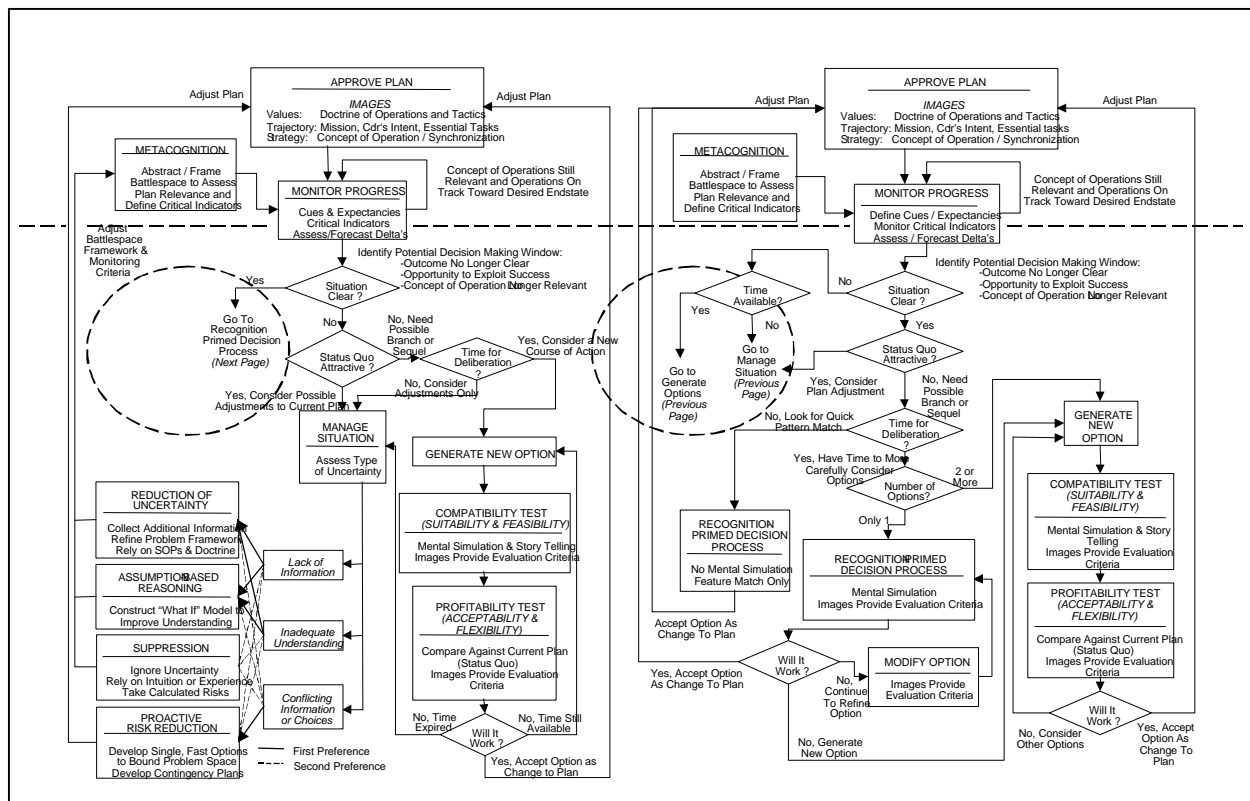 APPROVE PLAN
Adjust Plan
Adjust Plan
IMAGES
Values: Doctrine of Operations and Tactics
Trajectory: Mission, Cdr's Intent, Essential Tasks
Strategy: Concept of Operation / Synchronization
METACOGNITION
Abstract / Frame
Battlespace to Assess
Plan Relevance and
Define Critical Indicators
MONITOR PROGRESS
Cues & Expectancies
Critical Indicators
Assess/Forecast Delta's
Concept of Operations Still
Relevant and Operations On
Track Toward Desired Endstate
Adjust
Battlespace
Framework &
Monitoring
Criteria
Identify Potential Decision Making Window:
-Outcome No Longer Clear
-Opportunity to Exploit Success
-Concept of Operation No Longer Relevant
Yes
Situation
Clear ?
Go To
Recognition
Primed Decision
Process
(Next Page)
No
No, Need
Possible
Branch or
Sequel
Status Quo
Attractive ?
Time for
Deliberation
?
Yes, Consider a New
Course of Action
No, Consider
Adjustments Only
Yes, Consider Possible
Adjustments to Current Plan
MANAGE
SITUATION
Assess Type
of Uncertainty
GENERATE NEW OPTION
REDUCTION OF
UNCERTAINTY
Collect Additional Information
Refine Problem Framework
Rely on SOPs & Doctrine
ASSUMPTION BASED
REASONING
Construct "What If" Model to
Improve Understanding
SUPPRESSION
Ignore Uncertainty
Rely on Intuition or Experience
Take Calculated Risks
PROACTIVE
RISK REDUCTION
Develop Single, Fast Options
to Bound Problem Space
Develop Contingency Plans
Lack of
Information
Inadequate
Understanding
Conflicting
Information
or Choices
First Preference
Second Preference
COMPATIBILITY TEST
(SUITABILITY & FEASIBILITY)
Mental Simulation & Story Telling
Images Provide Evaluation Criteria
PROFITABILITY TEST
(ACCEPTABILITY &
FLEXIBILITY)
Compare Against Current Plan
(Status Quo)
Images Provide Evaluation
Criteria
No, Time
Expired
No, Time Still
Available
Will It
Work ?
Yes, Accept Option as
Change to Plan
APPROVE PLAN
Adjust Plan
Adjust Plan
IMAGES
Values: Doctrine of Operations and Tactics
Trajectory: Mission, Cdr's Intent, Essential tasks
Strategy: Concept of Operation / Synchronization
METACOGNITION
Abstract / Frame
Battlespace to Assess
Plan Relevance and
Define Critical Indicators
MONITOR PROGRESS
Define Cues / Expectancies
Monitor Critical Indicators
Assess / Forecast Delta's
Concept of Operations Still
Relevant and Operations On
Track Toward Desired Endstate
Identify Potential Decision Making Window:
-Outcome No Longer Clear
-Opportunity to Exploit Success
-Concept of Operation No Longer Relevant
Time
Available?
No
Situation
Clear ?
Yes
No
Yes
Go to
Generate
Options
(Previous
Page)
Go to
Manage
Situation
(Previous
Page)
Status Quo
Attractive ?
Yes, Consider
Plan Adjustment
No, Need
Possible
Branch
or Sequel
No, Look for Quick
Pattern Match
Time for
Deliberation
?
Yes, Have Time to More
Carefully Consider
Options
Number of
Options?
2 or
More
Only 1
GENERATE
NEW
OPTION
RECOGNITION
PRIMED DECISION
PROCESS
No Mental Simulation
Feature Match Only
Accept Option As
Change To Plan
RECOGNITION PRIMED
DECISION PROCESS
Mental Simulation
Images Provide Evaluation Criteria
COMPATIBILITY TEST
(SUITABILITY &
FEASIBILITY)
Mental Simulation & Story
Telling
Images Provide Evaluation
Criteria
PROFITABILITY TEST
(ACCEPTABILITY &
FLEXIBILITY)
Compare Against Current
Plan (Status Quo)
Images Provide Evaluation
Criteria
Yes, Accept Option
As Change To Plan
Will It
Work ?
No,
Continue
To Refine
Option
MODIFY OPTION
Images Provide
Evaluation Criteria
No, Generate
New Option
No, Consider
Other Options
Will It
Work ?
Yes, Accept
Option As
Change To
Plan